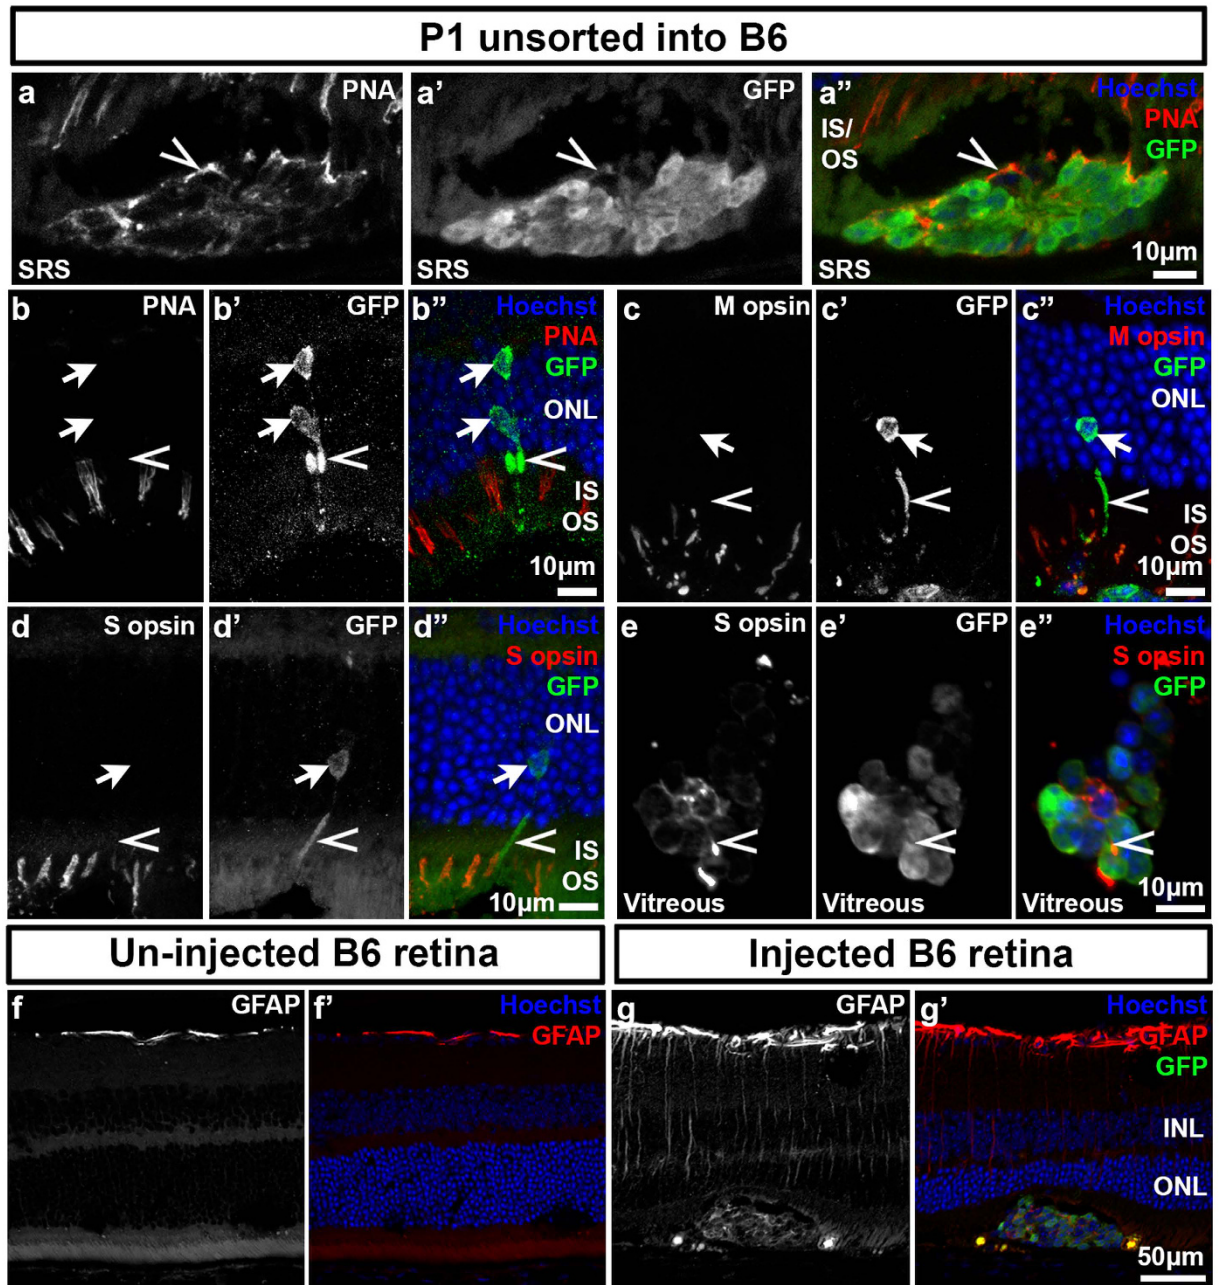 P1 unsorted into B6
a PNA a' GFP a" Hoechst
PNA
GFP
IS/
OS
SRS SRS SRS 10µm
b PNA b' GFP b" Hoechst
PNA
GFP
ONL
IS
OS
10µm
c M opsin c' GFP c" Hoechst
M opsin
GFP
ONL
IS
OS
10µm
d S opsin d' GFP d" Hoechst
S opsin
GFP
ONL
IS
OS
10µm
e S opsin e' GFP e" Hoechst
S opsin
GFP
10µm
Vitreous Vitreous Vitreous
Un-injected B6 retina
Injected B6 retina
f GFAP f' Hoechst
GFAP
g GFAP g' Hoechst
GFAP
GFP
INL
ONL
50µm